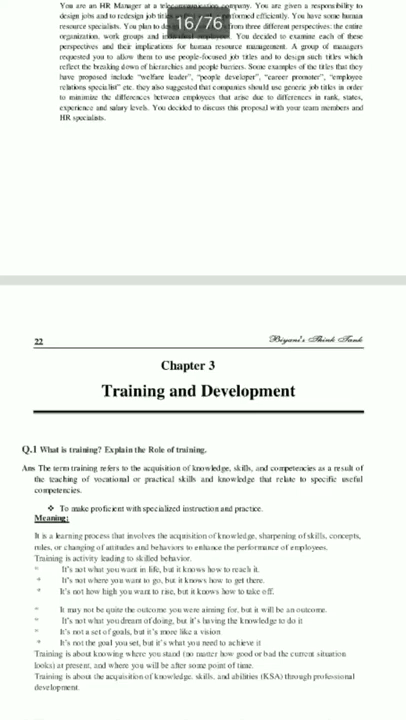 You are an HR Manager at a telecommunication company. You are given a responsibility to
design jobs and to redesign job titles performed efficiently. You have some human
resource specialists. You plan to from three different perspectives: the entire
organization, work groups and individual employee. You decided to examine each of these
perspectives and their implications for human resource management. A group of managers
requested you to allow them to use people-focused job titles and to design such titles which
reflect the breaking down of hierarchies and people barriers. Some examples of the titles that they
have proposed include "welfare leader", "people developer", "career promoter", "employee
relations specialist" etc. they also suggested that companies should use generic job titles in order
to minimize the differences between employees that arise due to differences in rank, states,
experience and salary levels. You decided to discuss this proposal with your team members and
HR specialists.
16/76
22
Biyani's Think Tank
Chapter 3
Training and Development
Q.1 What is training? Explain the Role of training.
Ans The term training refers to the acquisition of knowledge, skills, and competencies as a result of
the teaching of vocational or practical skills and knowledge that relate to specific useful
competencies.
❖ To make proficient with specialized instruction and practice.
Meaning:
It is a learning process that involves the acquisition of knowledge, sharpening of skills, concepts,
rules, or changing of attitudes and behaviors to enhance the performance of employees.
Training is activity leading to skilled behavior.
* It's not what you want in life, but it knows how to reach it.
* It's not where you want to go, but it knows how to get there.
* It's not how high you want to rise, but it knows how to take off.
* It may not be quite the outcome you were aiming for, but it will be an outcome.
* It's not what you dream of doing, but it's having the knowledge to do it
* It's not a set of goals, but it's more like a vision
* It's not the goal you set, but it's what you need to achieve it
Training is about knowing where you stand (no matter how good or bad the current situation
looks) at present, and where you will be after some point of time.
Training is about the acquisition of knowledge, skills, and abilities (KSA) through professional
development.